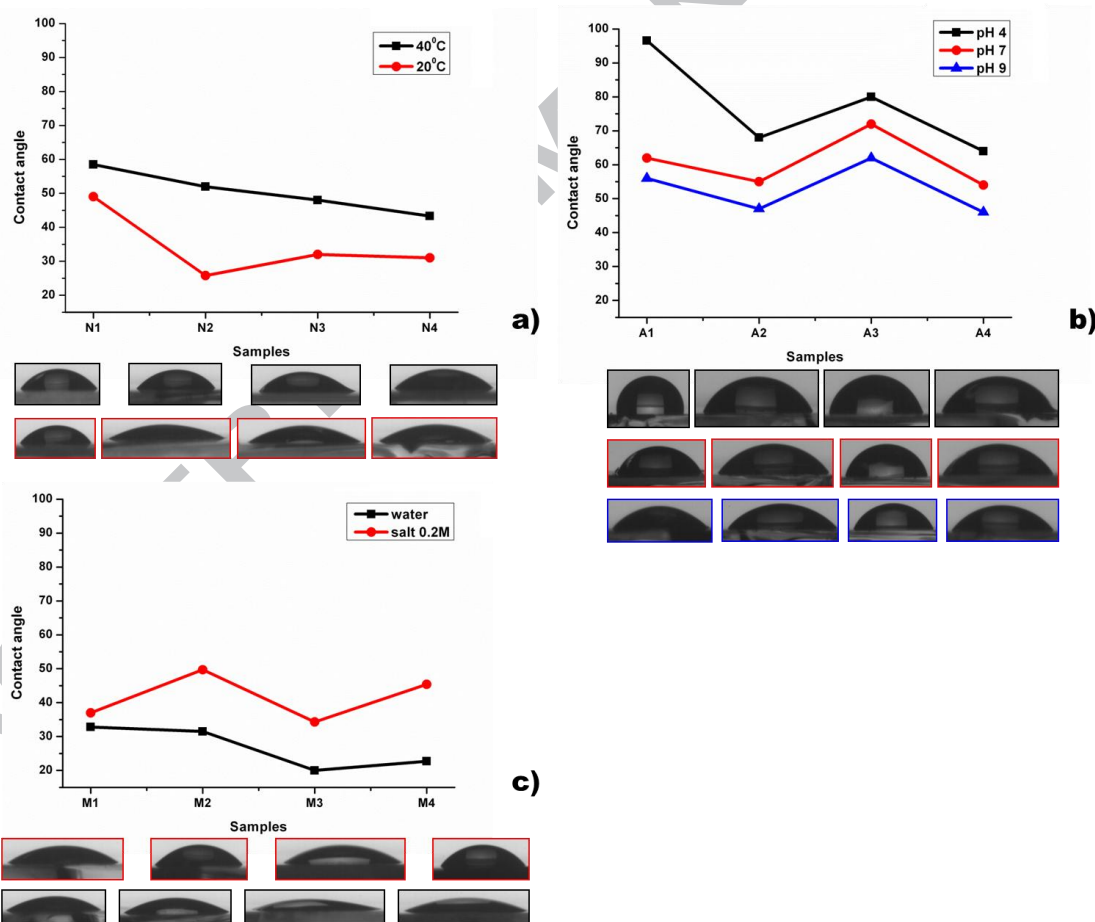 100
90
80
70
60
50
40
30
20
Contact angle
40⁰C
20⁰C
N1 N2 N3 N4
Samples
a)
100
90
80
70
60
50
40
30
20
Contact angle
pH 4
pH 7
pH 9
A1 A2 A3 A4
Samples
b)
100
90
80
70
60
50
40
30
20
Contact angle
water
salt 0.2M
M1 M2 M3 M4
Samples
c)